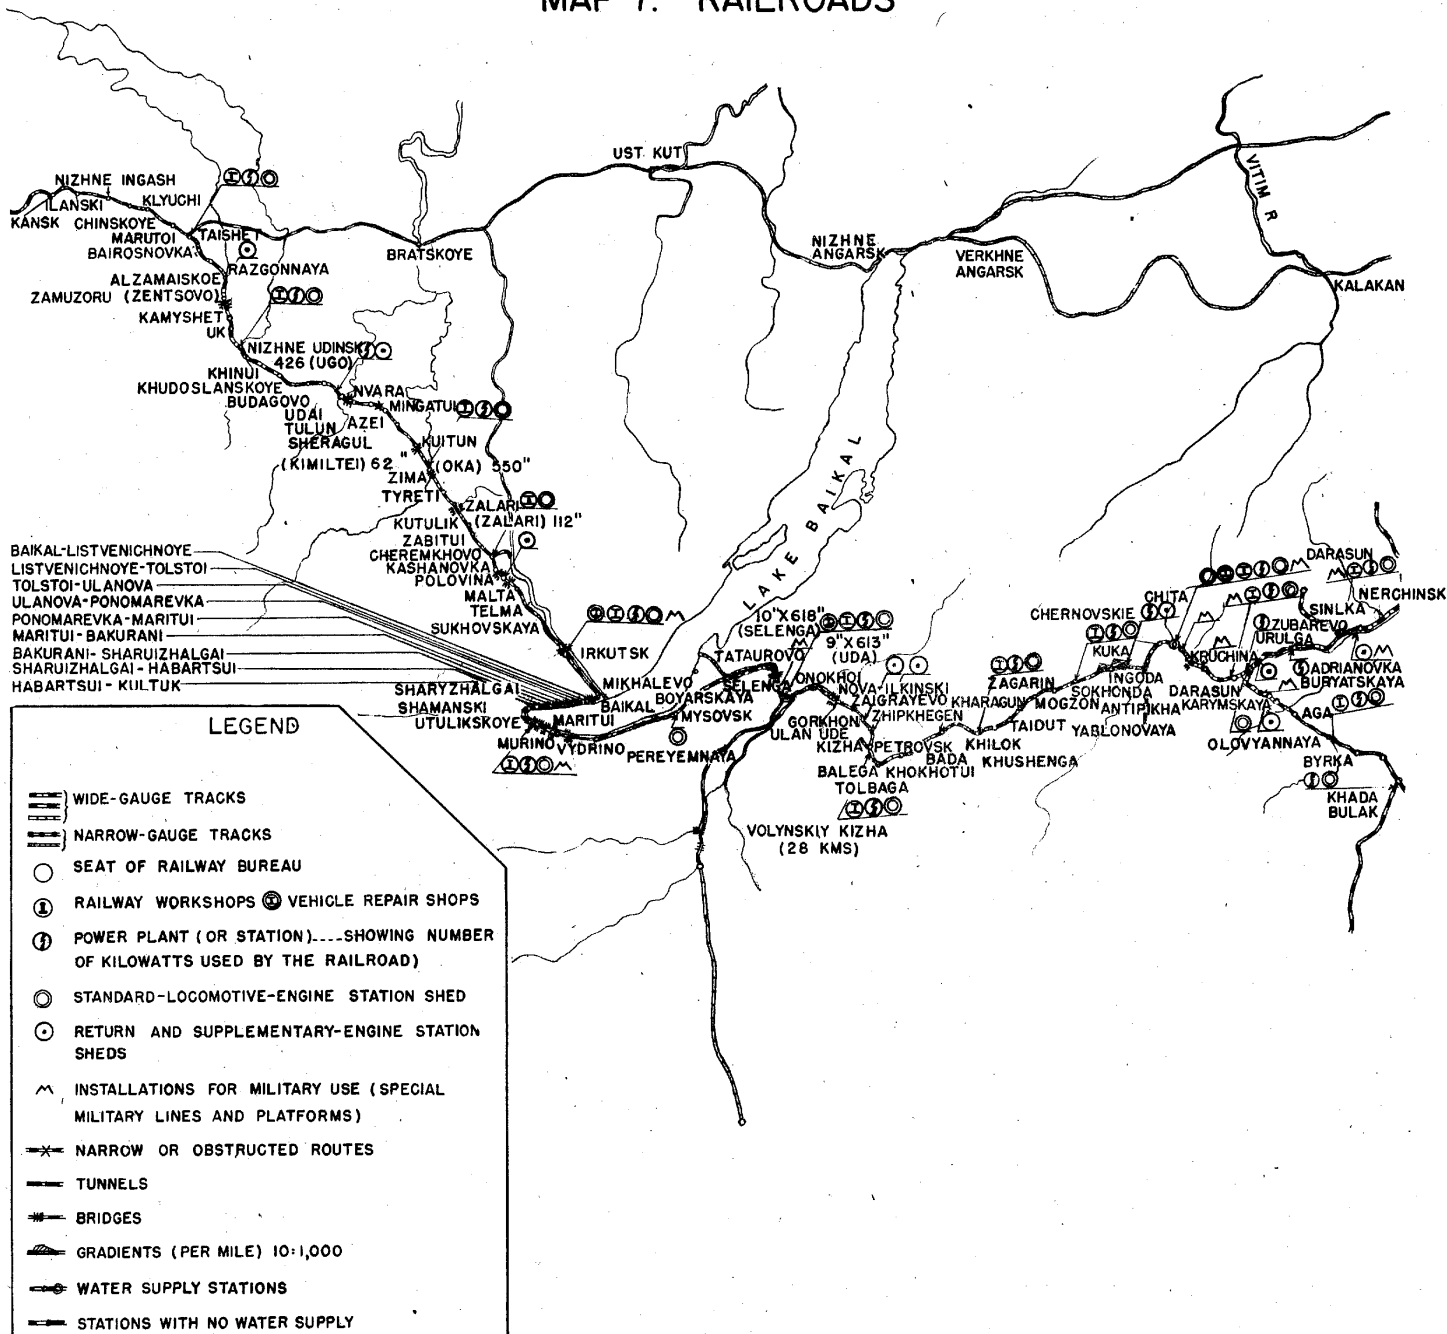 MAP 7. RAILROADS
UST KUT
NIZHNE INGASH
ILANSKI
KLYUCHI
KANSK
CHINSKOYE
MARUTOI
TAISHET
BAIROSNOVKA
BRATSKOYE
RAZGONNAYA
ALZAMAISKOE
ZAMUZORU (ZENTSOVO)
KAMYSHET
UK
NIZHNE UDINSK
426 (UGO)
KHINUI
KHUDOSLANSKOYE
BUDAGOVO
NVARA
MINGATUI
UDAI
AZEI
TULUN
SHERAGUL
KUITUN
(KIMILTEI) 62"
(OKA) 550"
ZIMA
TYRETI
ZALARI
KUTULIK
(ZALARI) 112"
ZABITUI
CHEREMKHOVO
KASHANOVKA
POLOVINA
MALTA
TELMA
SUKHOVSKAYA
IRKUTSK
NIZHNE
ANGARSK
VERKHNE
ANGARSK
VITIM R
KALAKAN
LAKE BAIKAL
BAIKAL-LISTVENICHNOYE
LISTVENICHNOYE-TOLSTOI
TOLSTOI-ULANOVA
ULANOVA-PONOMAREVKA
PONOMAREVKA-MARITUI
MARITUI-BAKURANI
BAKURANI-SHARUIZHALGAI
SHARUIZHALGAI-HABARTSUI
HABARTSUI-KULTUK
SHARYZHALGAI
SHAMANSKI
UTULIKSKOYE
MURINO
MARITUI
VYDRINO
MIKHALEVO
BAIKAL
BOYARSKAYA
MYSOVSK
PEREYEMNAYA
TATAUROVO
SELENGA
10"X618"
(SELENGA)
9"X613"
(UDA)
ONOKHOI
NOVA-ILKINSKI
ZAIGRAYEVO
ZHIPKHEGEN
GORKHON
ULAN UDE
KIZHA
PETROVSK
BALEGA
KHOKHOTUI
TOLBAGA
BADA
VOLYNSKIY KIZHA
(28 KMS)
KHARAGUN
ZAGARIN
KHILOK
KHUSHENGA
TAIDUT
MOGZON
SOKHONDA
YABLONOVAYA
CHERNOVSKIE
KUKA
INGODA
ANTIPIKHA
CHITA
KRUCHINA
DARASUN
KARYMSKAYA
DARASUN
NERCHINSK
SINLKA
ZUBAREVO
URULGA
ADRIANOVKA
BURYATSKAYA
AGA
OLOVYANNAYA
BYRKA
KHADA
BULAK
LEGEND
WIDE-GAUGE TRACKS
NARROW-GAUGE TRACKS
SEAT OF RAILWAY BUREAU
RAILWAY WORKSHOPS VEHICLE REPAIR SHOPS
POWER PLANT (OR STATION)....SHOWING NUMBER
OF KILOWATTS USED BY THE RAILROAD)
STANDARD-LOCOMOTIVE-ENGINE STATION SHED
RETURN AND SUPPLEMENTARY-ENGINE STATION
SHEDS
INSTALLATIONS FOR MILITARY USE (SPECIAL
MILITARY LINES AND PLATFORMS)
NARROW OR OBSTRUCTED ROUTES
TUNNELS
BRIDGES
GRADIENTS (PER MILE) 10:1,000
WATER SUPPLY STATIONS
STATIONS WITH NO WATER SUPPLY